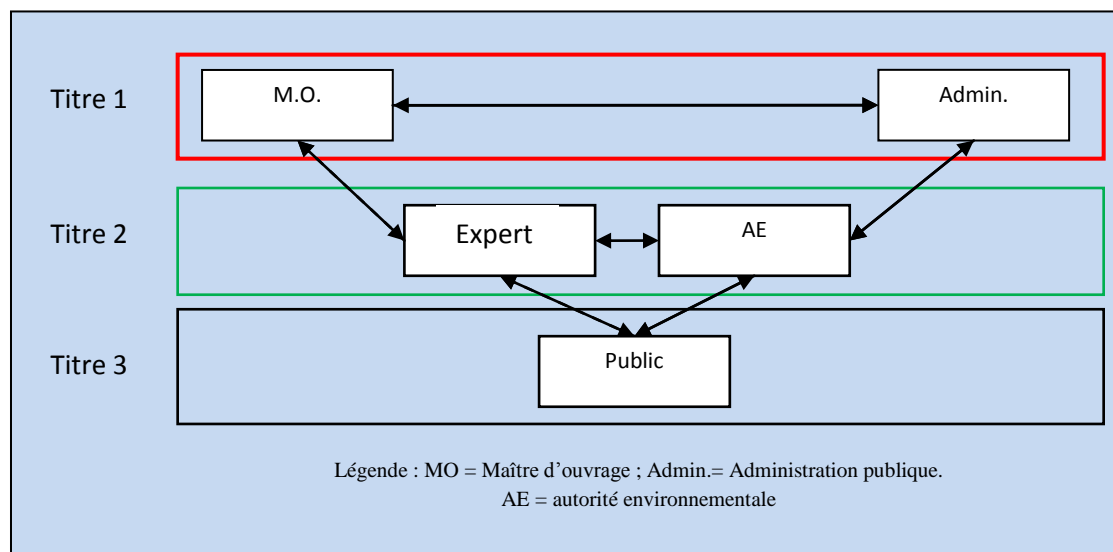 Titre 1
M.O.
Admin.
Titre 2
Expert
AE
Titre 3
Public
Légende : MO = Maître d’ouvrage ; Admin.= Administration publique.
AE = autorité environnementale